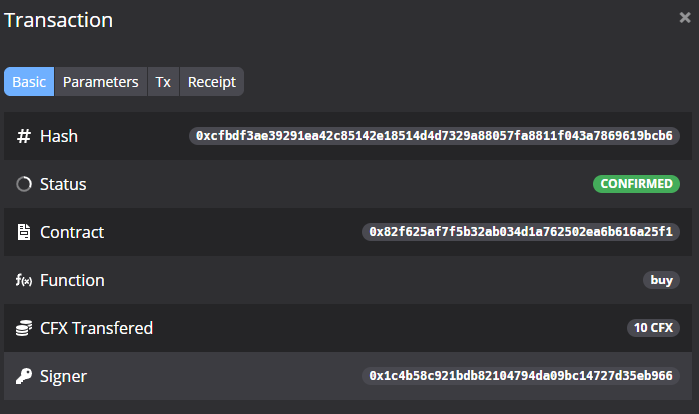 Transaction
Basic Parameters Tx Receipt
Hash 0xcfbdf3ae39291ea42c85142e18514d4d7329a88057fa8811f043a7869619bcb6
Status CONFIRMED
Contract 0x82f625af7f5b32ab034d1a762502ea6b616a25f1
Function buy
CFX Transfered 10 CFX
Signer 0x1c4b58c921bdb82104794da09bc14727d35eb966